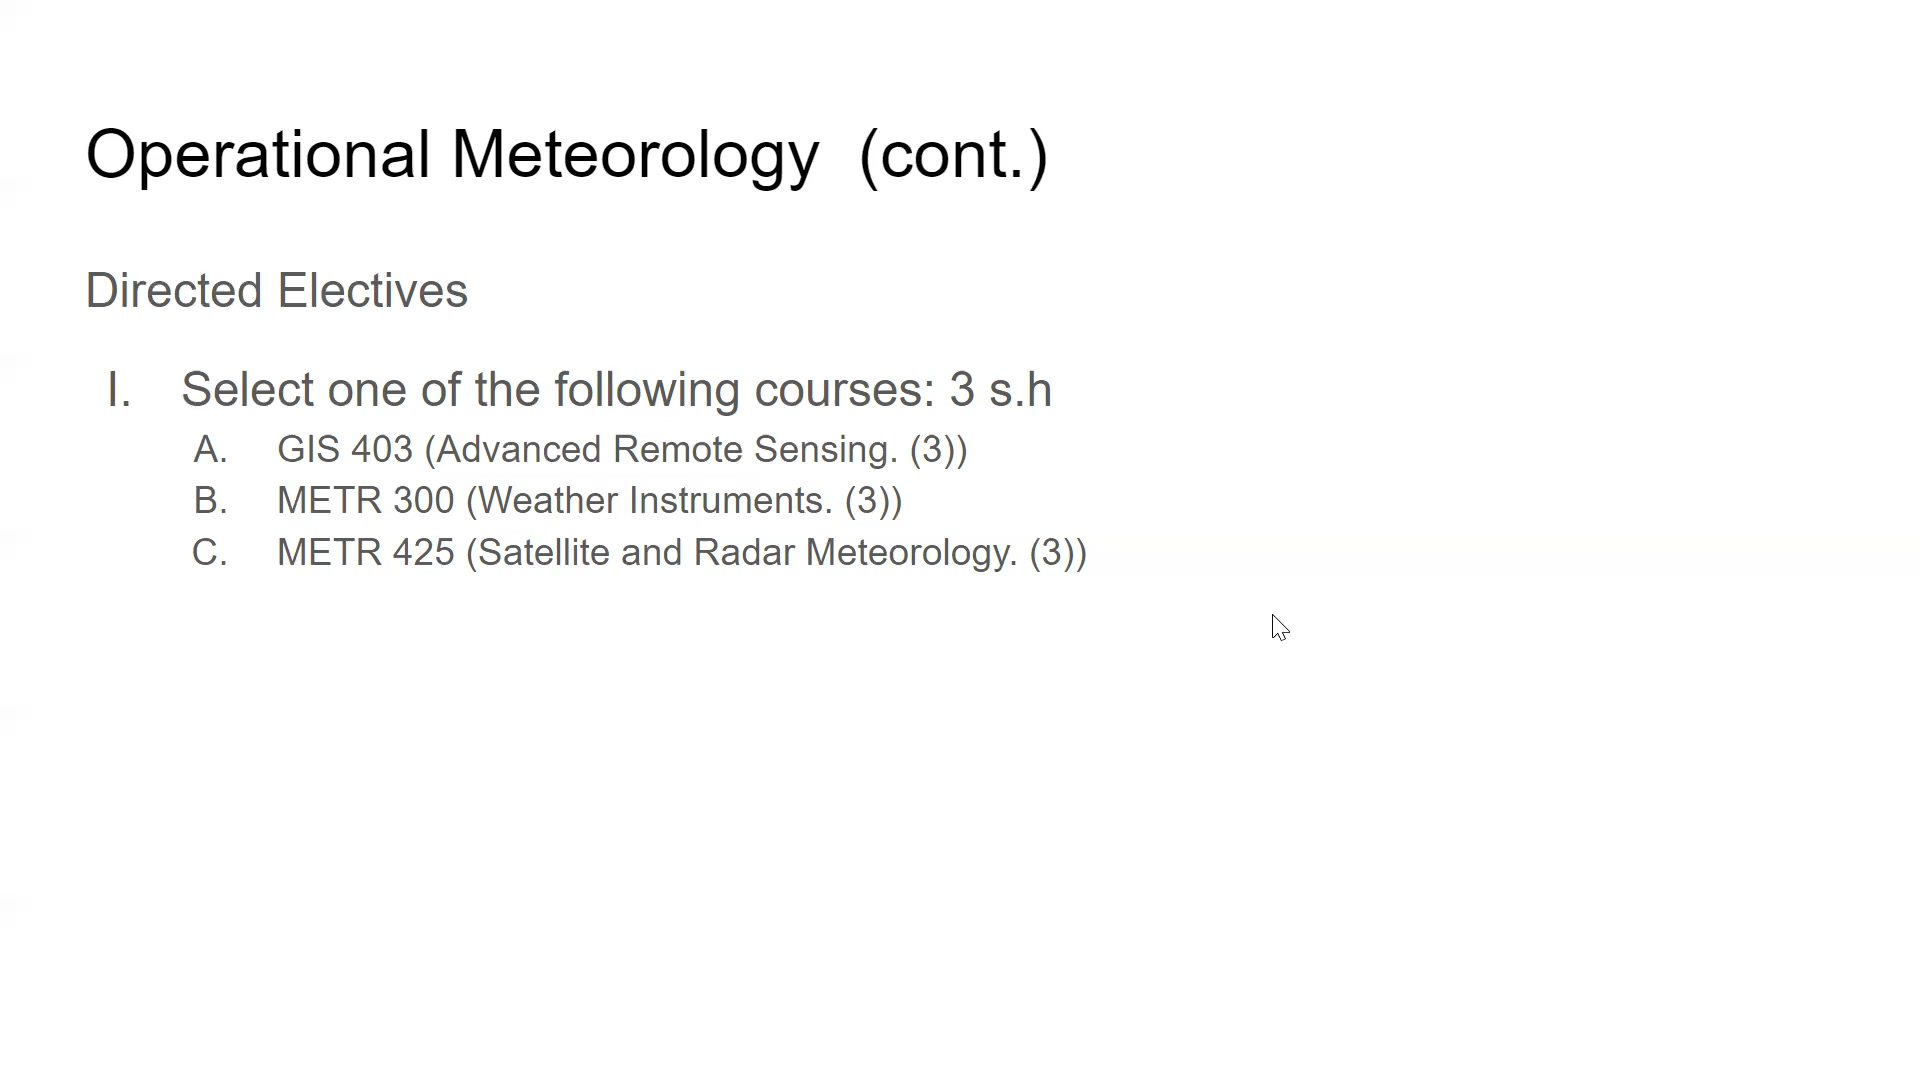 Operational Meteorology  (cont.)
Directed Electives
I. Select one of the following courses: 3 s.h
A. GIS 403 (Advanced Remote Sensing. (3))
B. METR 300 (Weather Instruments. (3))
C. METR 425 (Satellite and Radar Meteorology. (3))